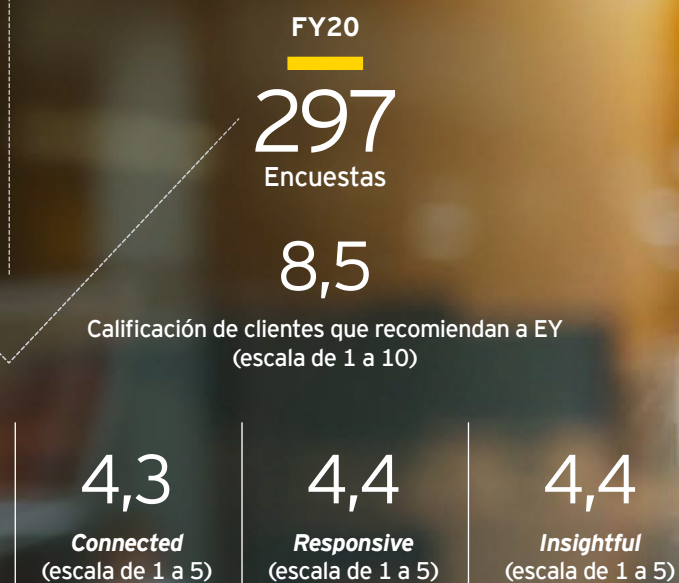 FY20
297
Encuestas
8,5
Calificación de clientes que recomiendan a EY
(escala de 1 a 10)
4,3
Connected
(escala de 1 a 5)
4,4
Responsive
(escala de 1 a 5)
4,4
Insightful
(escala de 1 a 5)